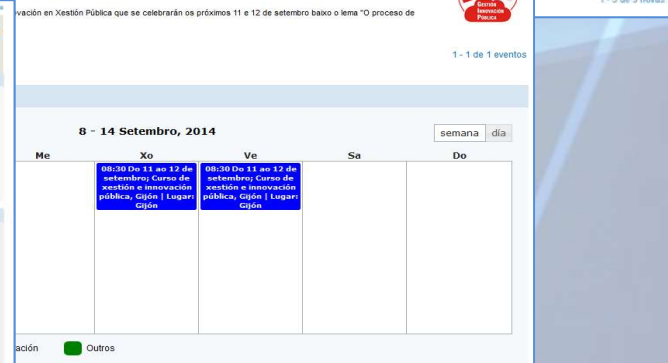 ovación en Xestión Pública que se celebrarán os próximos 11 e 12 de setembro baixo o lema "O proceso de
GESTIÓN
INNOVACIÓN
PÚBLICA
1 - 1 de 1 eventos
8 - 14 Setembro, 2014
semana día
Me Xo Ve Sa Do
08:30 Do 11 ao 12 de
setembro; Curso de
xestión e innovación
pública, Gijón | Lugar:
Gijón
08:30 Do 11 ao 12 de
setembro; Curso de
xestión e innovación
pública, Gijón | Lugar:
Gijón
ación Outros